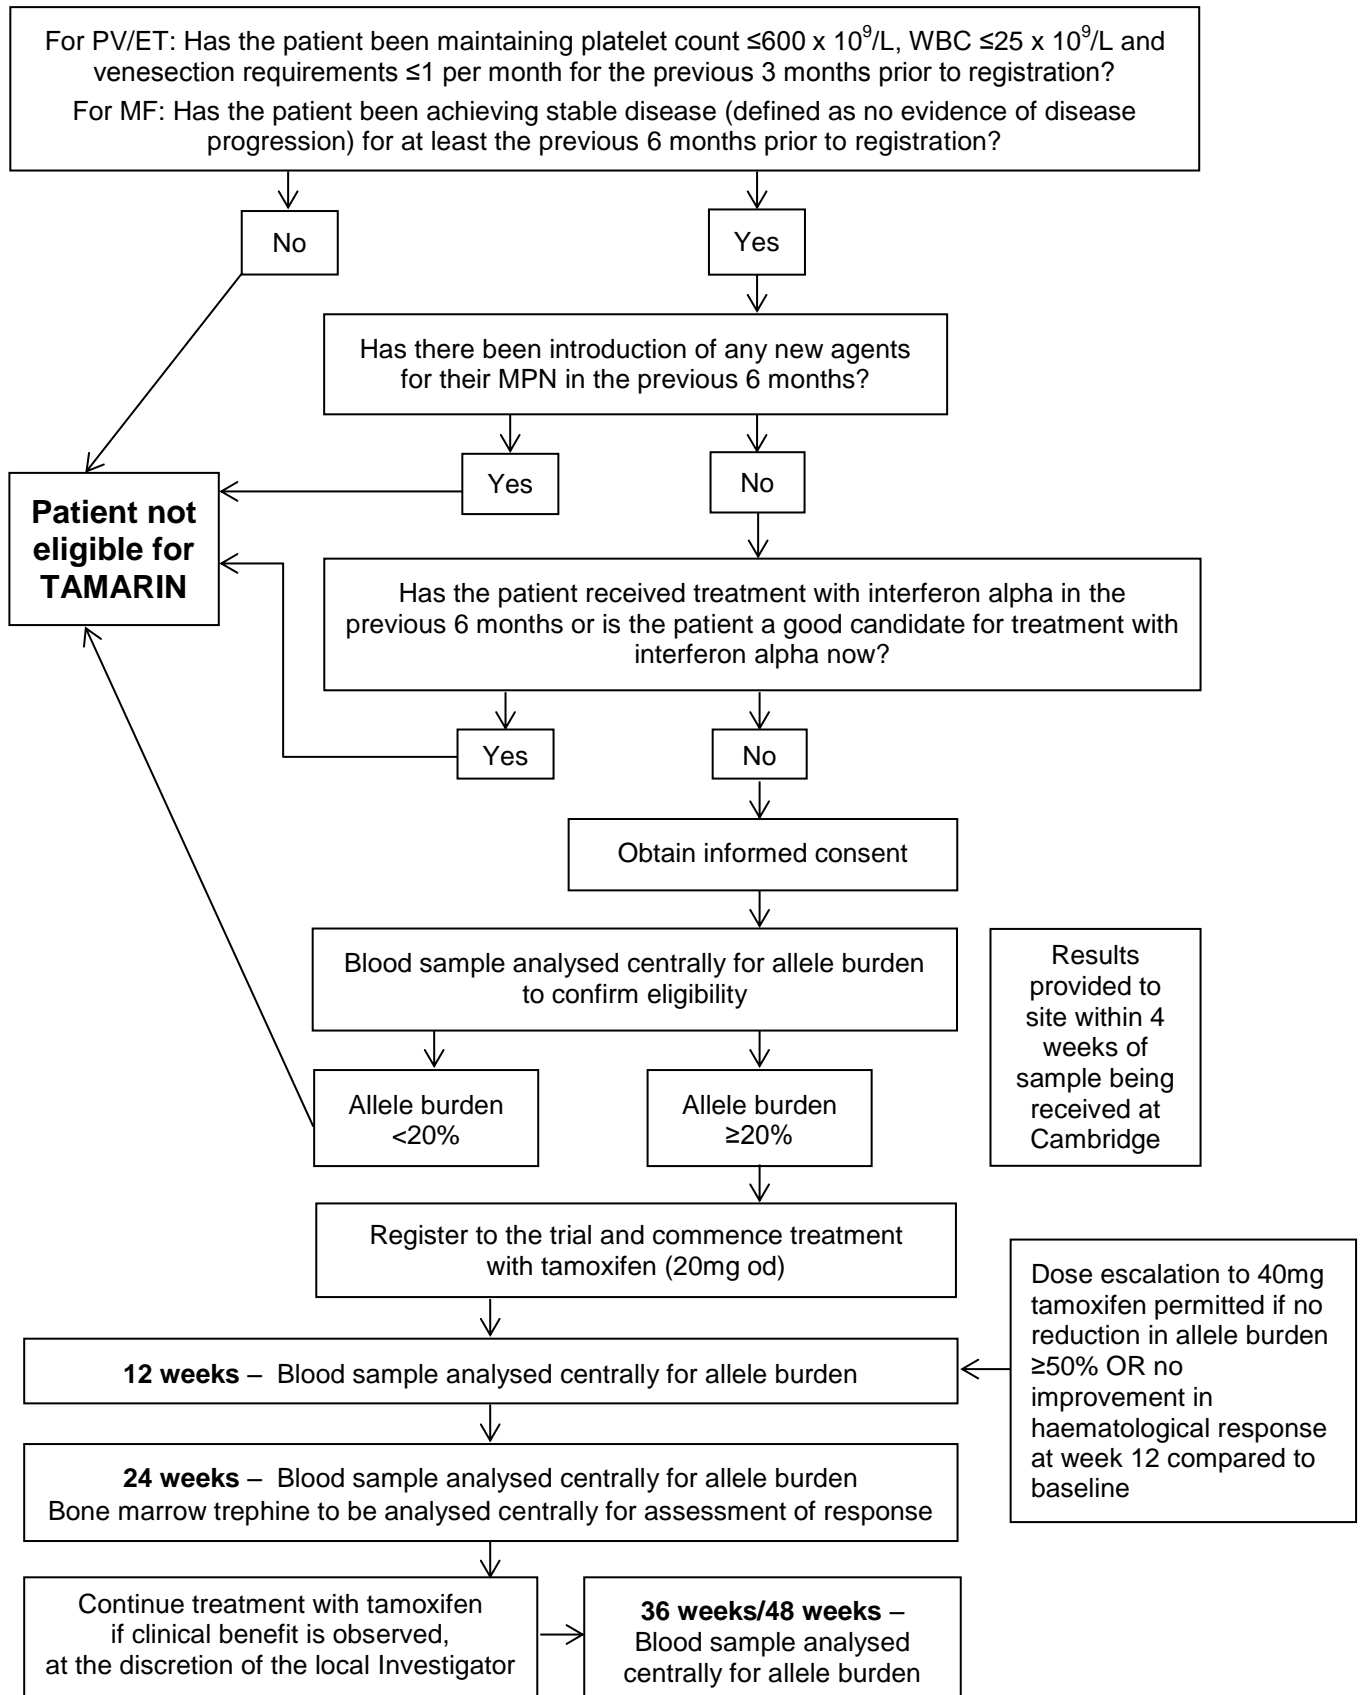 For PV/ET: Has the patient been maintaining platelet count ≤600 x 10⁹/L, WBC ≤25 x 10⁹/L and
venesection requirements ≤1 per month for the previous 3 months prior to registration?
For MF: Has the patient been achieving stable disease (defined as no evidence of disease
progression) for at least the previous 6 months prior to registration?
No
Yes
Has there been introduction of any new agents
for their MPN in the previous 6 months?
Yes
No
Patient not
eligible for
TAMARIN
Has the patient received treatment with interferon alpha in the
previous 6 months or is the patient a good candidate for treatment with
interferon alpha now?
Yes
No
Obtain informed consent
Blood sample analysed centrally for allele burden
to confirm eligibility
Results
provided to
site within 4
weeks of
sample being
received at
Cambridge
Allele burden
<20%
Allele burden
≥20%
Register to the trial and commence treatment
with tamoxifen (20mg od)
Dose escalation to 40mg
tamoxifen permitted if no
reduction in allele burden
≥50% OR no
improvement in
haematological response
at week 12 compared to
baseline
12 weeks – Blood sample analysed centrally for allele burden
24 weeks – Blood sample analysed centrally for allele burden
Bone marrow trephine to be analysed centrally for assessment of response
Continue treatment with tamoxifen
if clinical benefit is observed,
at the discretion of the local Investigator
36 weeks/48 weeks –
Blood sample analysed
centrally for allele burden